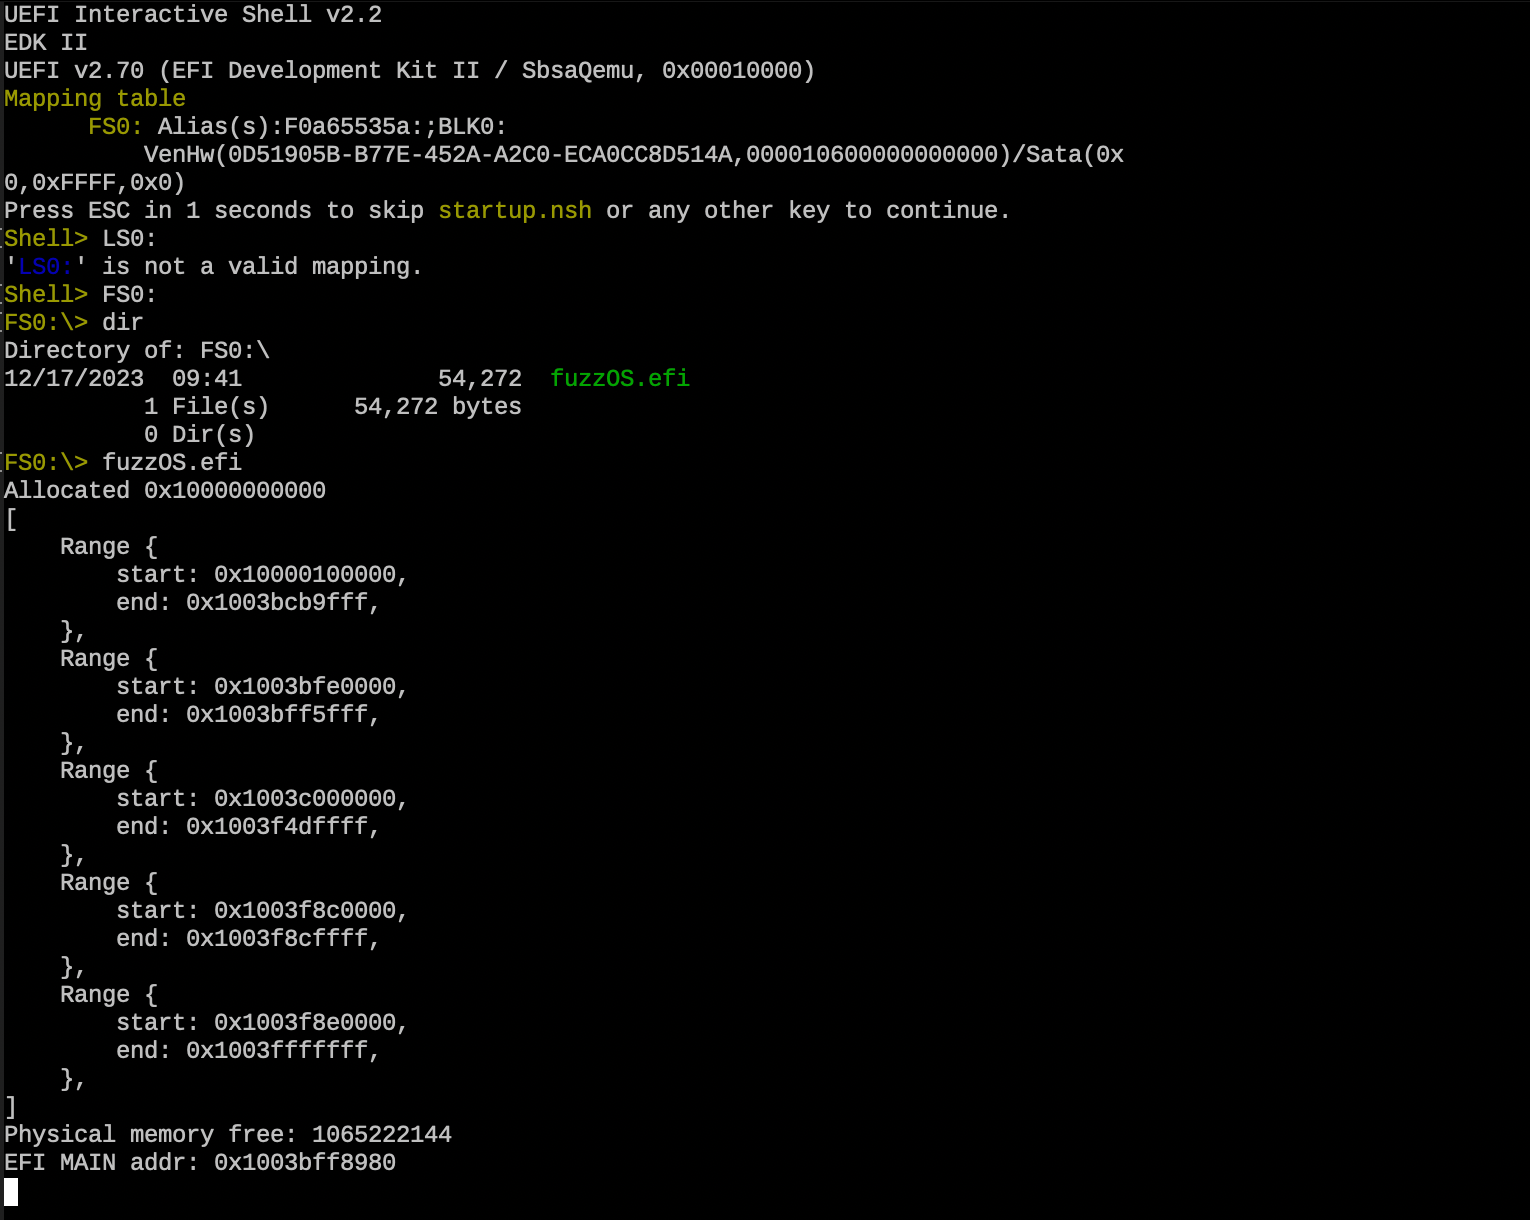 UEFI Interactive Shell v2.2
EDK II
UEFI v2.70 (EFI Development Kit II / SbsaQemu, 0x00010000)
Mapping table
      FS0: Alias(s):F0a65535a:;BLK0:
          VenHw(0D51905B-B77E-452A-A2C0-ECA0CC8D514A,000010600000000000)/Sata(0x
0,0xFFFF,0x0)
Press ESC in 1 seconds to skip startup.nsh or any other key to continue.
Shell> LS0:
'LS0:' is not a valid mapping.
Shell> FS0:
FS0:\> dir
Directory of: FS0:\
12/17/2023  09:41              54,272  fuzzOS.efi
          1 File(s)      54,272 bytes
          0 Dir(s)
FS0:\> fuzzOS.efi
Allocated 0x10000000000
[
    Range {
        start: 0x10000100000,
        end: 0x1003bcb9fff,
    },
    Range {
        start: 0x1003bfe0000,
        end: 0x1003bff5fff,
    },
    Range {
        start: 0x1003c000000,
        end: 0x1003f4dffff,
    },
    Range {
        start: 0x1003f8c0000,
        end: 0x1003f8cffff,
    },
    Range {
        start: 0x1003f8e0000,
        end: 0x1003fffffff,
    },
]
Physical memory free: 1065222144
EFI MAIN addr: 0x1003bff8980